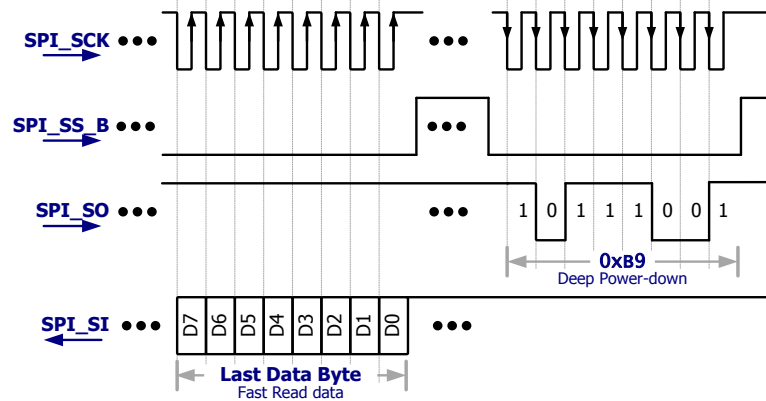 SPI_SCK
SPI_SS_B
SPI_SO
1 0 1 1 1 0 0 1
0xB9
Deep Power-down
SPI_SI
D7 D6 D5 D4 D3 D2 D1 D0
Last Data Byte
Fast Read data